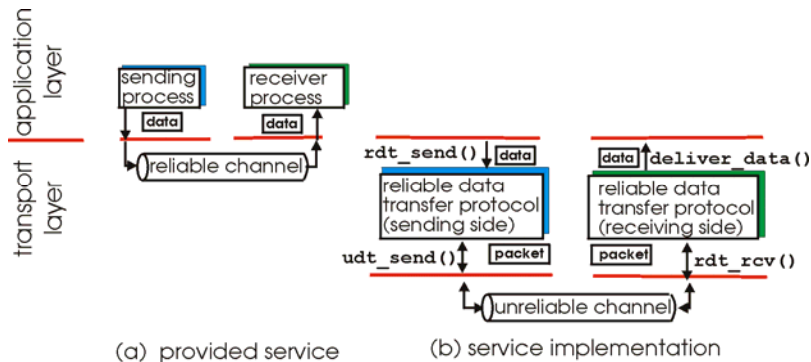 application
layer
transport
layer
sending
process
data
receiver
process
data
reliable channel
(a) provided service
rdt_send()
data
reliable data
transfer protocol
(sending side)
udt_send()
packet
data
deliver_data()
reliable data
transfer protocol
(receiving side)
packet
rdt_rcv()
unreliable channel
(b) service implementation